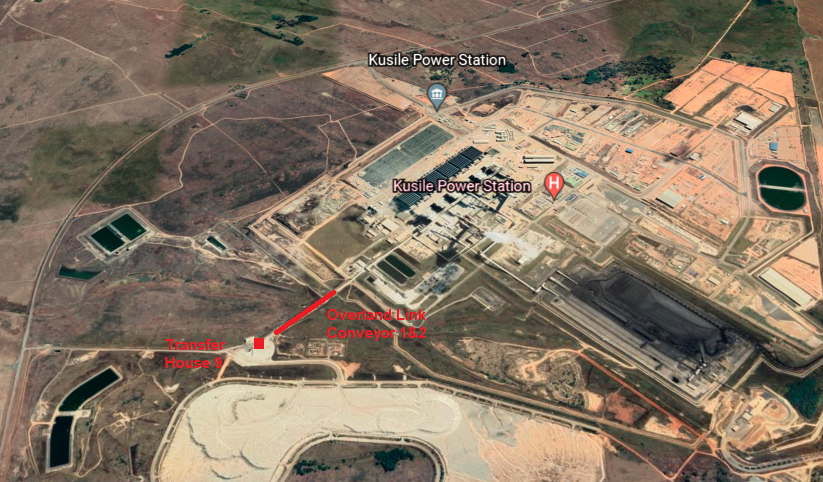 Kusile Power Station
Kusile Power Station
H
Overland Link
Conveyor 1&2
Transfer
House 9